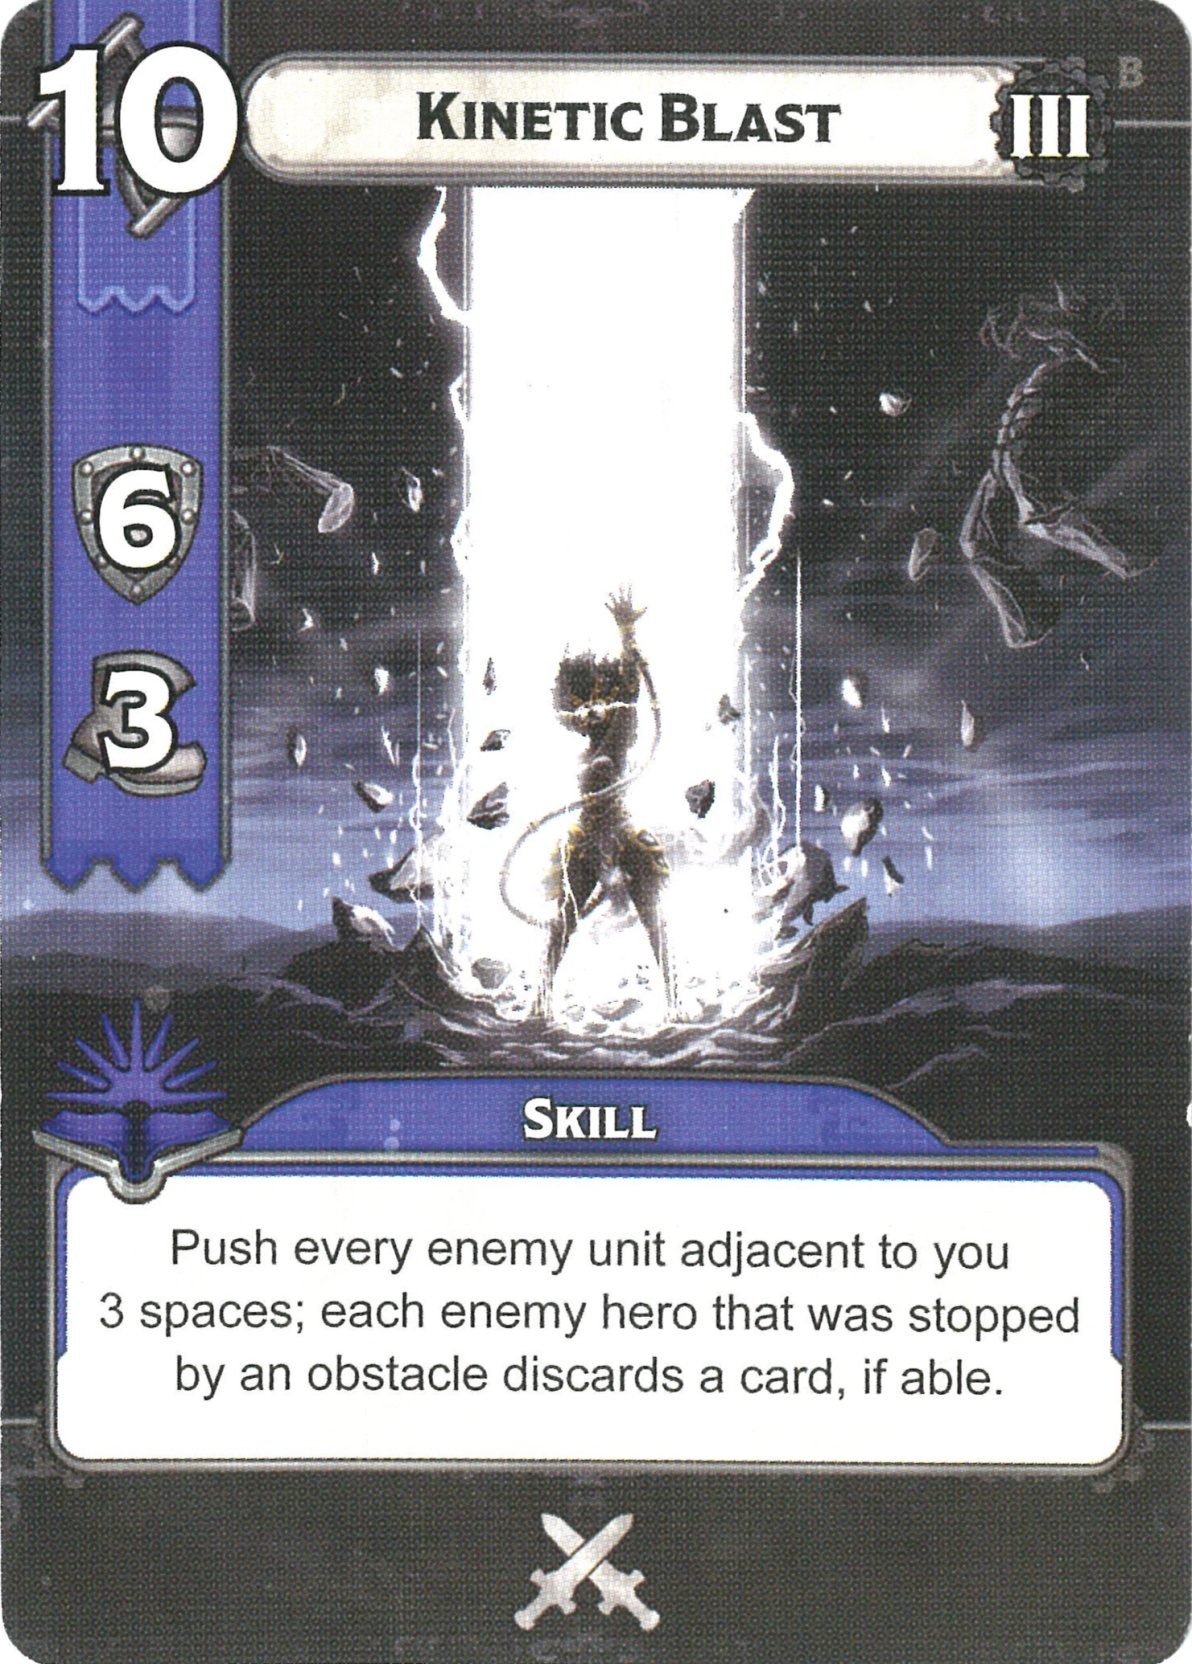 10
KINETIC BLAST
III
B
6
3
SKILL
Push every enemy unit adjacent to you
3 spaces; each enemy hero that was stopped
by an obstacle discards a card, if able.